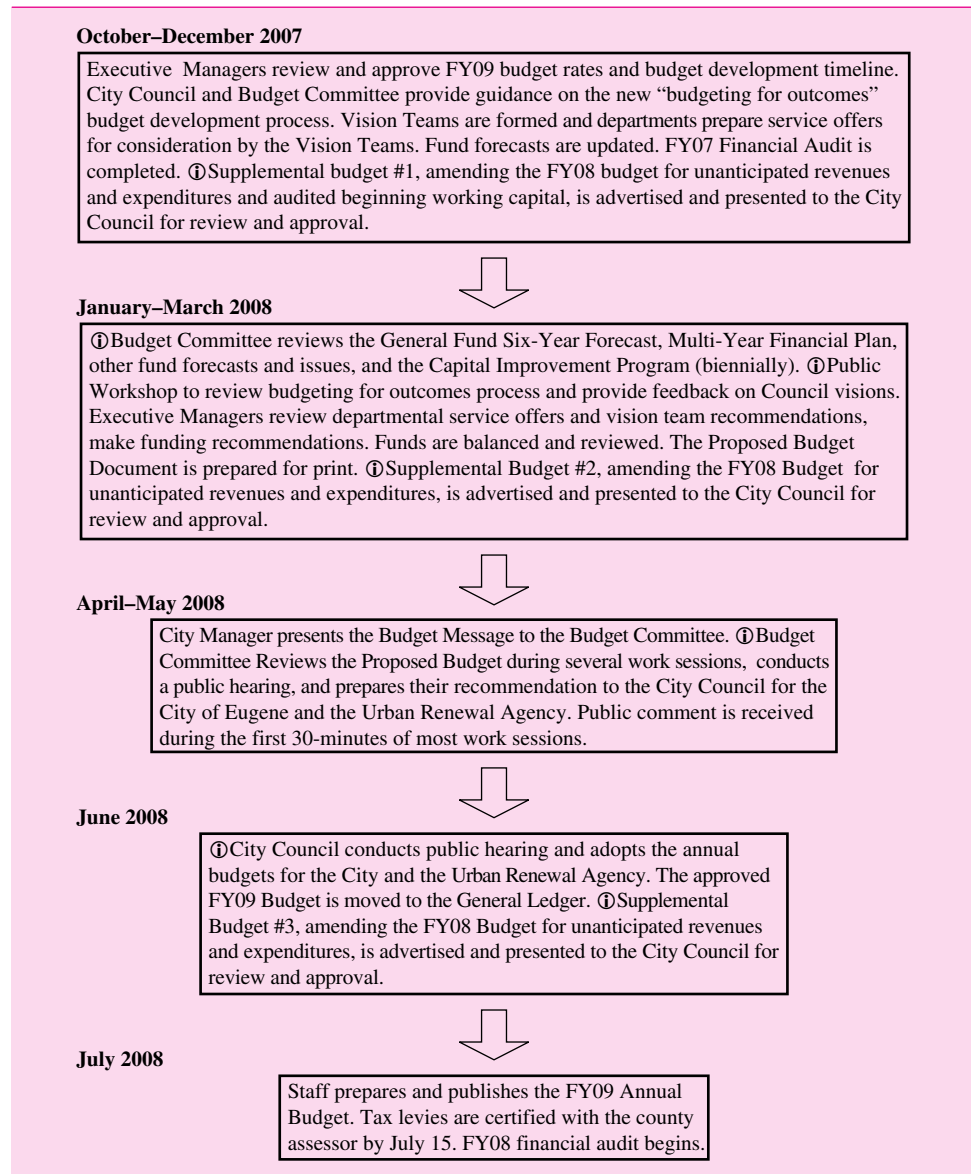 October–December 2007
Executive Managers review and approve FY09 budget rates and budget development timeline.
City Council and Budget Committee provide guidance on the new “budgeting for outcomes”
budget development process. Vision Teams are formed and departments prepare service offers
for consideration by the Vision Teams. Fund forecasts are updated. FY07 Financial Audit is
completed. ⓘSupplemental budget #1, amending the FY08 budget for unanticipated revenues
and expenditures and audited beginning working capital, is advertised and presented to the City
Council for review and approval.
January–March 2008
ⓘBudget Committee reviews the General Fund Six-Year Forecast, Multi-Year Financial Plan,
other fund forecasts and issues, and the Capital Improvement Program (biennially). ⓘPublic
Workshop to review budgeting for outcomes process and provide feedback on Council visions.
Executive Managers review departmental service offers and vision team recommendations,
make funding recommendations. Funds are balanced and reviewed. The Proposed Budget
Document is prepared for print. ⓘSupplemental Budget #2, amending the FY08 Budget for
unanticipated revenues and expenditures, is advertised and presented to the City Council for
review and approval.
April–May 2008
City Manager presents the Budget Message to the Budget Committee. ⓘBudget
Committee Reviews the Proposed Budget during several work sessions, conducts
a public hearing, and prepares their recommendation to the City Council for the
City of Eugene and the Urban Renewal Agency. Public comment is received
during the first 30-minutes of most work sessions.
June 2008
ⓘCity Council conducts public hearing and adopts the annual
budgets for the City and the Urban Renewal Agency. The approved
FY09 Budget is moved to the General Ledger. ⓘSupplemental
Budget #3, amending the FY08 Budget for unanticipated revenues
and expenditures, is advertised and presented to the City Council for
review and approval.
July 2008
Staff prepares and publishes the FY09 Annual
Budget. Tax levies are certified with the county
assessor by July 15. FY08 financial audit begins.